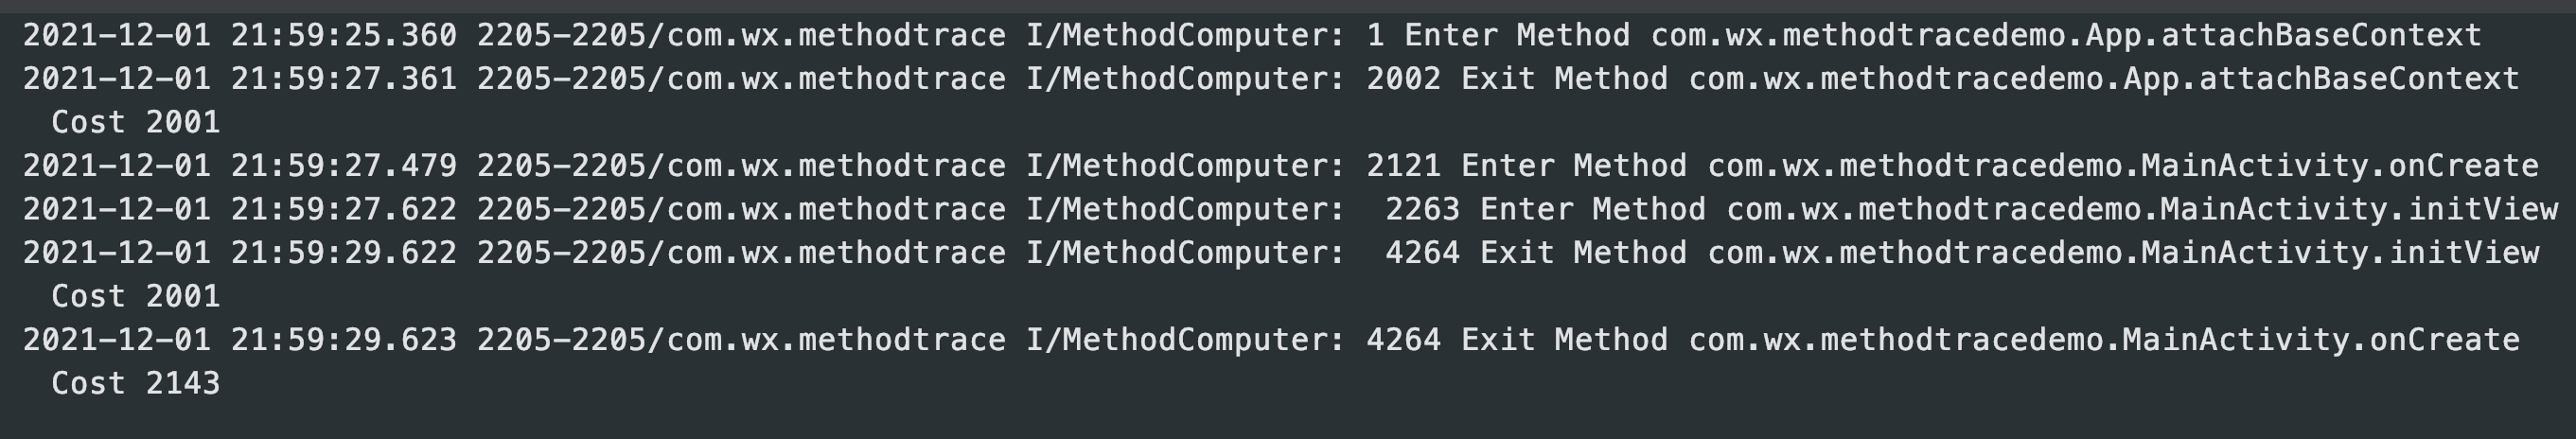 2021-12-01 21:59:25.360 2205-2205/com.wx.methodtrace I/MethodComputer: 1 Enter Method com.wx.methodtracedemo.App.attachBaseContext
2021-12-01 21:59:27.361 2205-2205/com.wx.methodtrace I/MethodComputer: 2002 Exit Method com.wx.methodtracedemo.App.attachBaseContext
Cost 2001
2021-12-01 21:59:27.479 2205-2205/com.wx.methodtrace I/MethodComputer: 2121 Enter Method com.wx.methodtracedemo.MainActivity.onCreate
2021-12-01 21:59:27.622 2205-2205/com.wx.methodtrace I/MethodComputer:  2263 Enter Method com.wx.methodtracedemo.MainActivity.initView
2021-12-01 21:59:29.622 2205-2205/com.wx.methodtrace I/MethodComputer:  4264 Exit Method com.wx.methodtracedemo.MainActivity.initView
Cost 2001
2021-12-01 21:59:29.623 2205-2205/com.wx.methodtrace I/MethodComputer: 4264 Exit Method com.wx.methodtracedemo.MainActivity.onCreate
Cost 2143